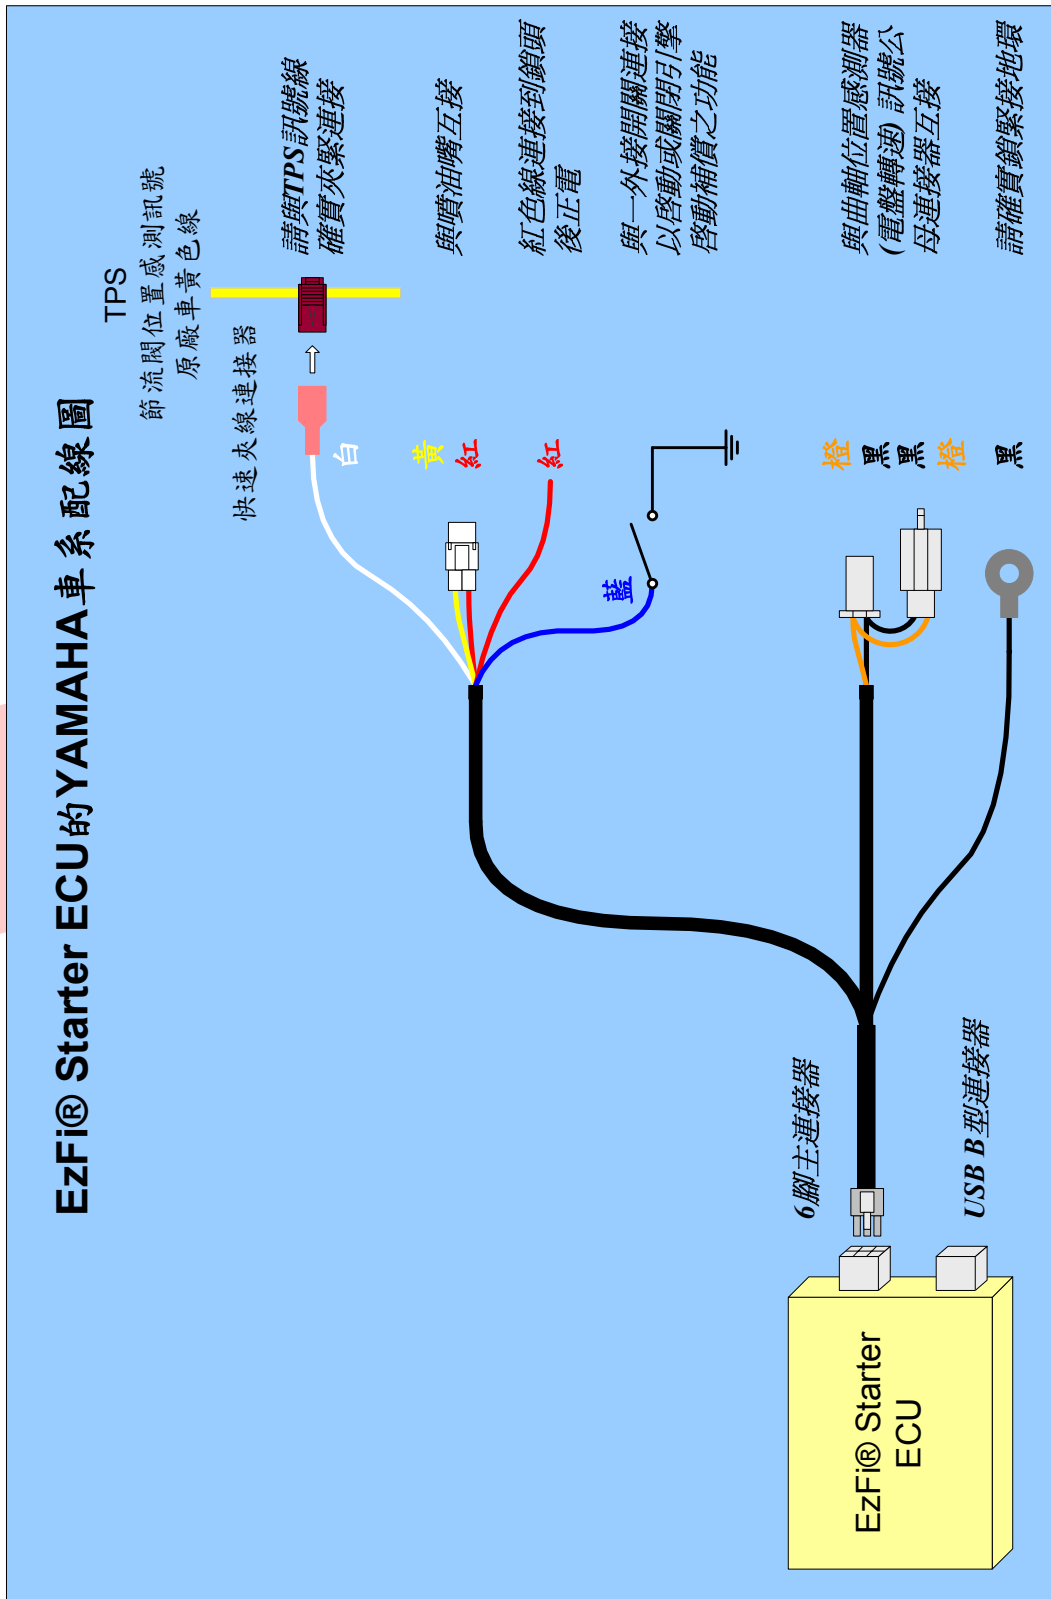 EzFi® Starter ECU的YAMAHA車系配線圖
TPS
節流閥位置感測訊號
原廠車黃色線
快速夾線連接器
請與TPS訊號線
確實夾緊連接
白
與噴油嘴互接
黃
紅
紅色線連接到鎖頭
後正電
紅
與一外接開關連接
以啓動或關閉引擎
啓動補償之功能
藍
與曲軸位置感測器
(電盤轉速) 訊號公
母連接器互接
橙
黑
黑
橙
請確實鎖緊接地環
黑
6腳主連接器
USB B型連接器
EzFi® Starter
ECU